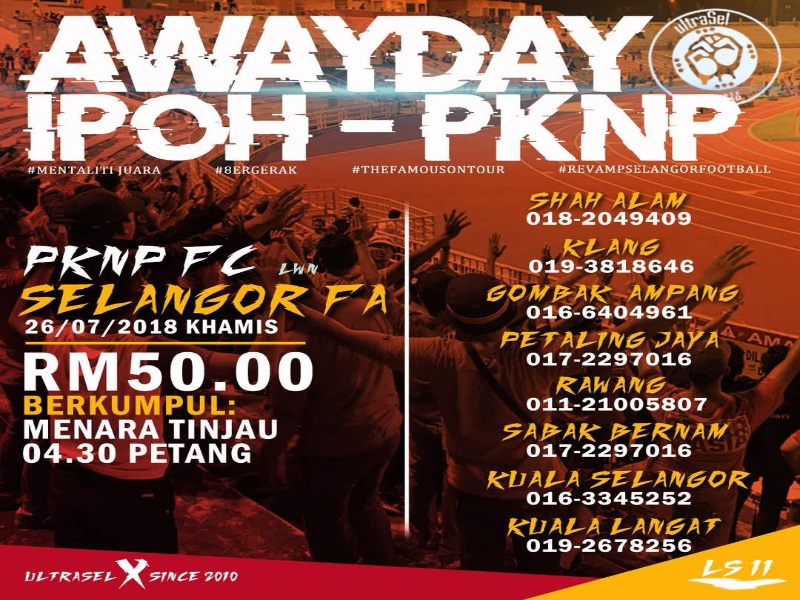 AWAYDAY
IPOH - PKNP
ultraSel
#MENTALITI JUARA #8ERGERAK #THEFAMOUSONTOUR #REVAMPSELANGORFOOTBALL
PKNP FC LWN
SELANGOR FA
26/07/2018 KHAMIS
RM50.00
BERKUMPUL:
MENARA TINJAU
04.30 PETANG
SHAH ALAM
018-2049409
KLANG
019-3818646
GOMBAK AMPANG
016-6404961
PETALING JAYA
017-2297016
RAWANG
011-21005807
SABAK BERNAM
017-2297016
KUALA SELANGOR
016-3345252
KUALA LANGAT
019-2678256
ULTRASEL X SINCE 2010
LS 11